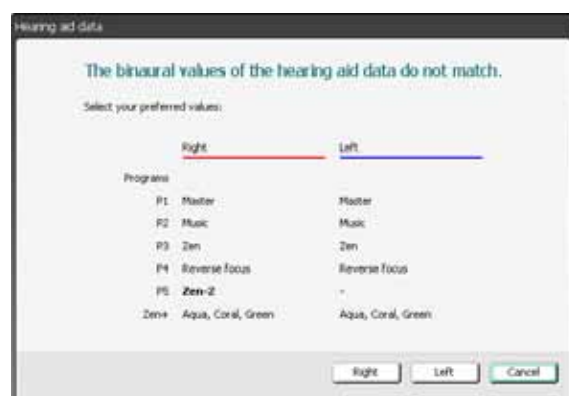 Hearing aid data
The binaural values of the hearing aid data do not match.
Select your preferred values:
Right Left
Programs
P1 Master Master
P2 Music Music
P3 Zen Zen
P4 Reverse focus Reverse focus
P5 Zen-2 -
Zen+ Aqua, Coral, Green Aqua, Coral, Green
Right Left Cancel